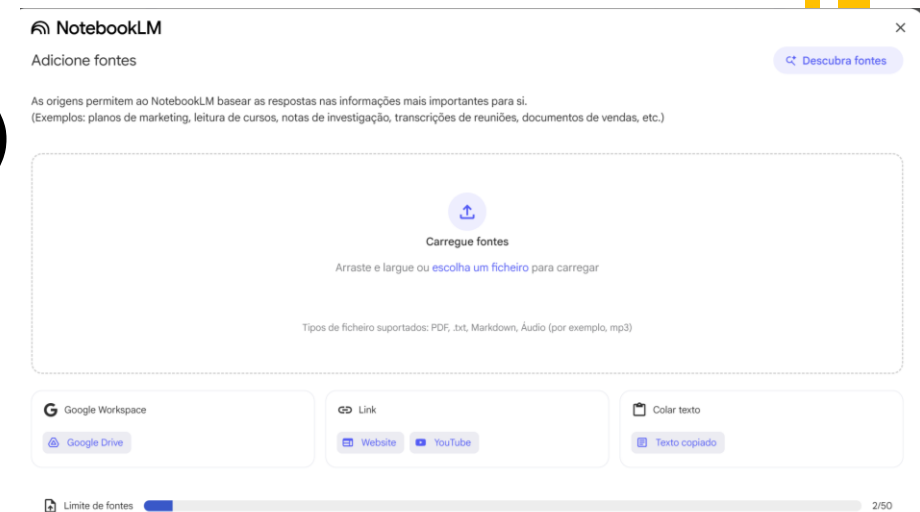 NotebookLM
Adicione fontes
Descubra fontes
As origens permitem ao NotebookLM basear as respostas nas informações mais importantes para si.
(Exemplos: planos de marketing, leitura de cursos, notas de investigação, transcrições de reuniões, documentos de vendas, etc.)
Carregue fontes
Arraste e largue ou escolha um ficheiro para carregar
Tipos de ficheiro suportados: PDF, .txt, Markdown, Áudio (por exemplo, mp3)
Google Workspace
Google Drive
Link
Website YouTube
Colar texto
Texto copiado
Limite de fontes 2/50